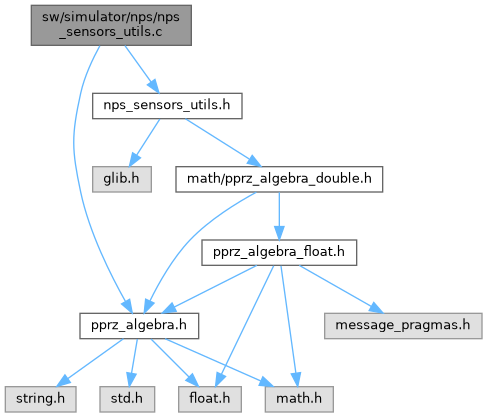 sw/simulator/nps/nps
_sensors_utils.c
nps_sensors_utils.h
glib.h
math/pprz_algebra_double.h
pprz_algebra_float.h
pprz_algebra.h
message_pragmas.h
string.h
std.h
float.h
math.h